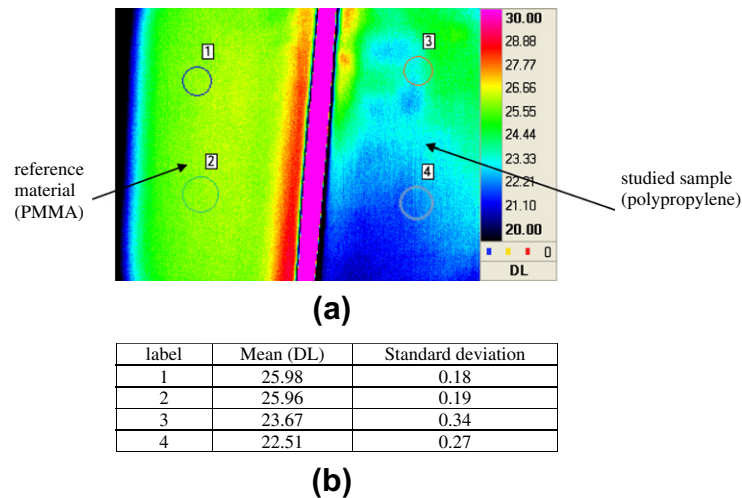 1
3
2
4
30.00
28.88
27.77
26.66
25.55
24.44
23.33
22.21
21.10
20.00
0
DL
reference
material
(PMMA)
studied sample
(polypropylene)
(a)
label Mean (DL) Standard deviation
1 25.98 0.18
2 25.96 0.19
3 23.67 0.34
4 22.51 0.27
(b)